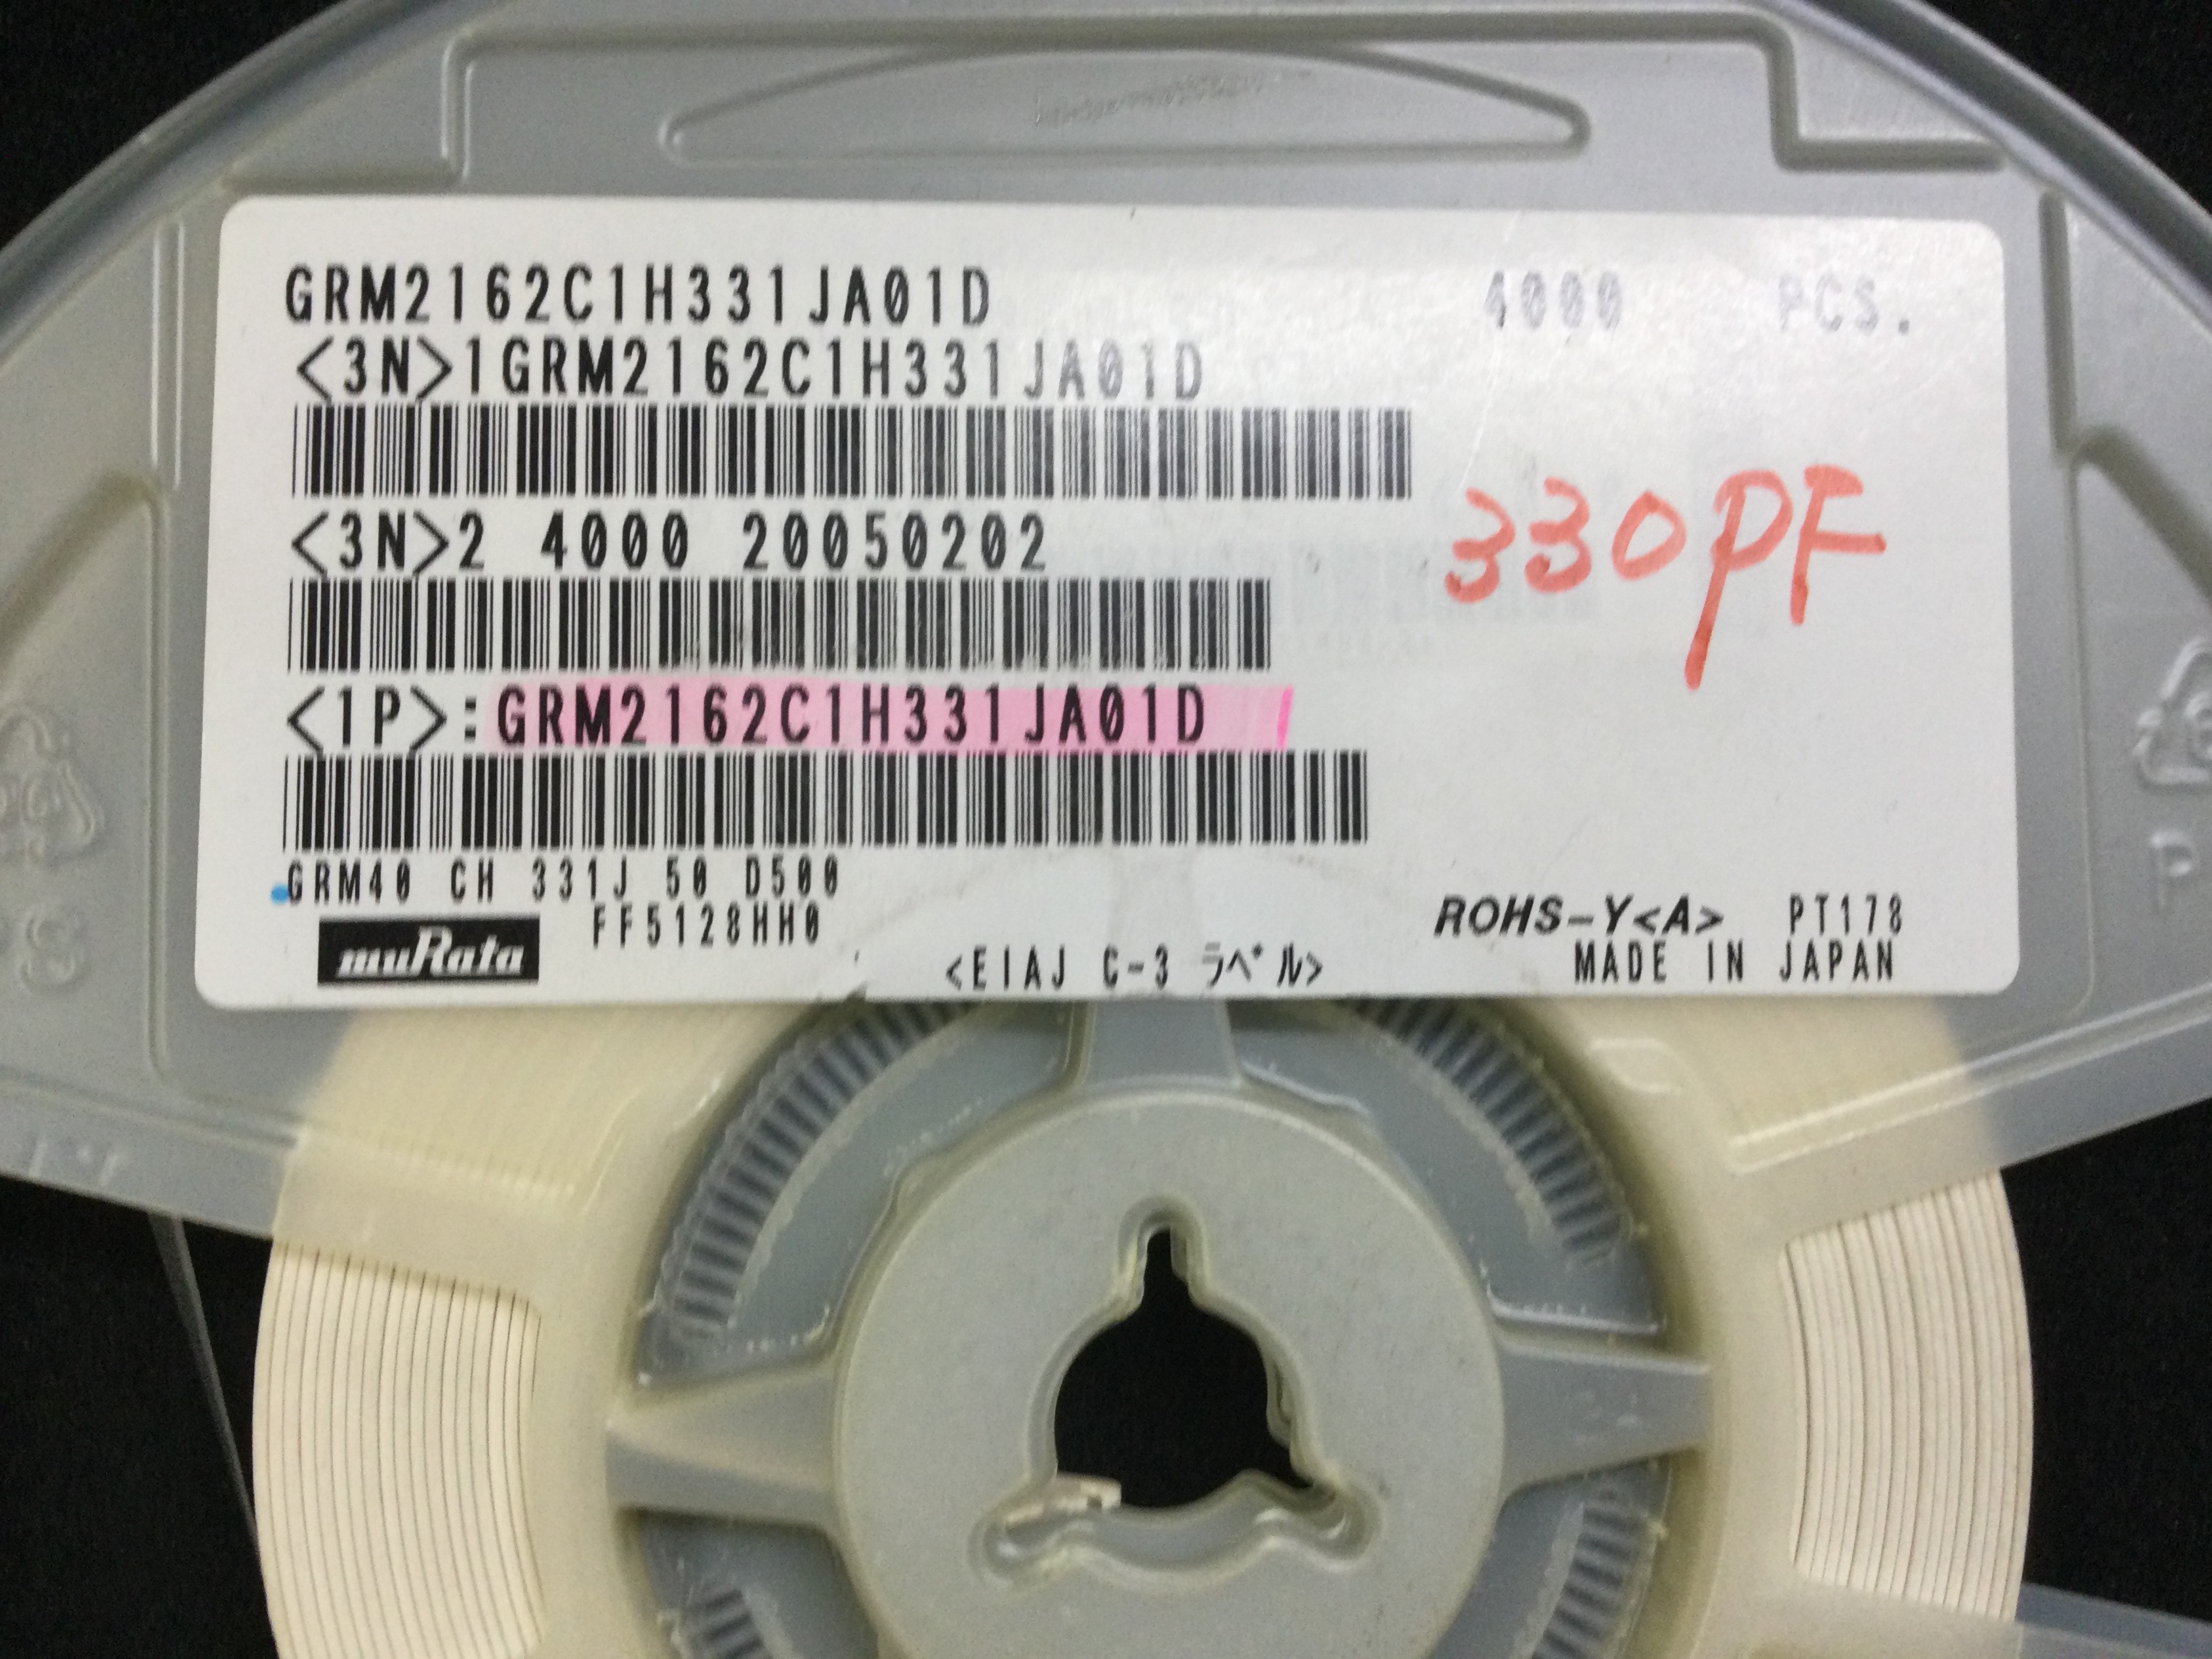 GRM2162C1H331JA01D 4000 PCS.
<3N>1GRM2162C1H331JA01D
<3N>2 4000 20050202
330PF
<1P>:GRM2162C1H331JA01D
GRM40 CH 331J 50 D500
FF5128HH0
muRata
ROHS-Y<A> PT178
<EIAJ C-3 ラベル>
MADE IN JAPAN